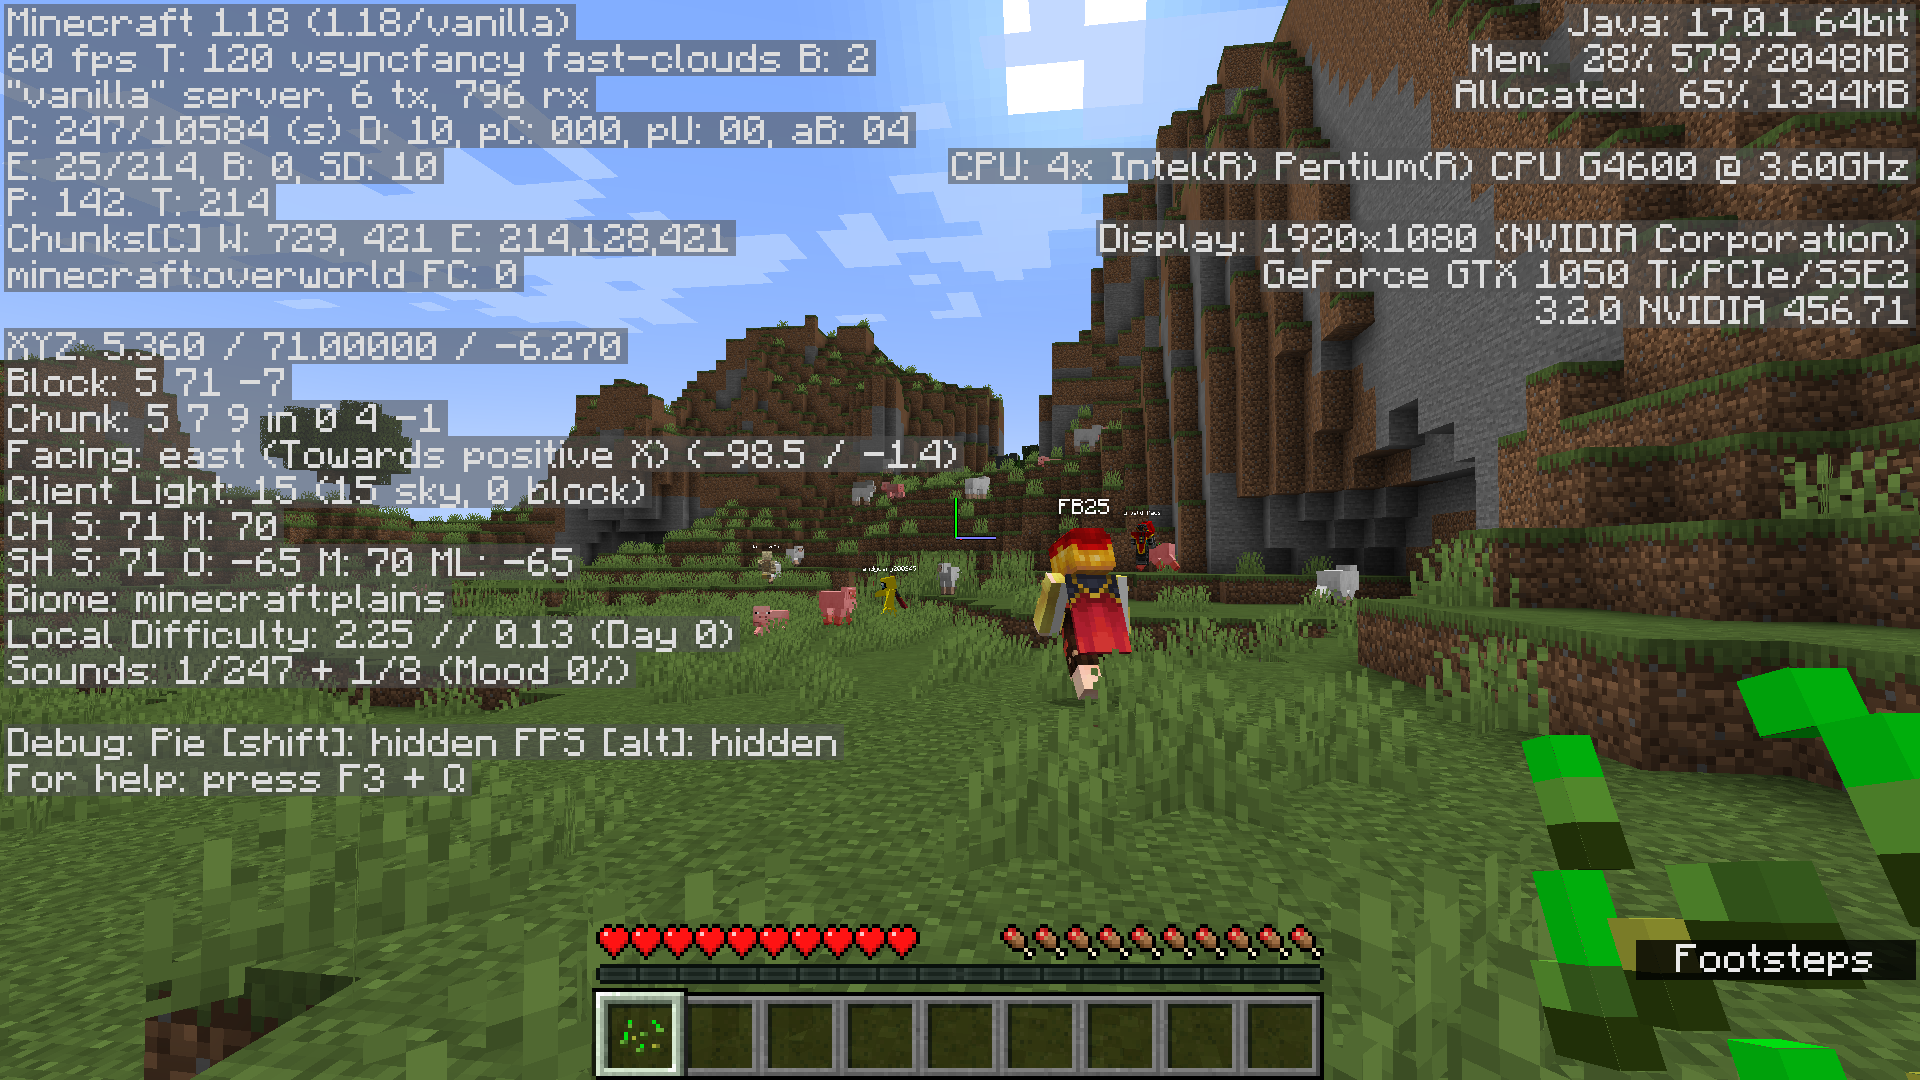 Minecraft 1.18 (1.18/vanilla)
60 fps T: 120 vsyncfancy fast-clouds B: 2
"vanilla" server, 6 tx, 796 rx
C: 247/10584 (s) D: 10, pC: 000, pU: 00, aB: 04
E: 25/214, B: 0, SD: 10
P: 142. T: 214
Chunks[C] W: 729, 421 E: 214,128,421
minecraft:overworld FC: 0
XYZ: 5.360 / 71.00000 / -6.270
Block: 5 71 -7
Chunk: 5 7 9 in 0 4 -1
Facing: east (Towards positive X) (-98.5 / -1.4)
Client Light: 15 (15 sky, 0 block)
CH S: 71 M: 70
SH S: 71 O: -65 M: 70 ML: -65
Biome: minecraft:plains
Local Difficulty: 2.25 // 0.13 (Day 0)
Sounds: 1/247 + 1/8 (Mood 0%)
Debug: Pie [shift]: hidden FPS [alt]: hidden
For help: press F3 + Q
Java: 17.0.1 64bit
Mem: 28% 579/2048MB
Allocated: 65% 1344MB
CPU: 4x Intel(R) Pentium(R) CPU G4600 @ 3.60GHz
Display: 1920x1080 (NVIDIA Corporation)
GeForce GTX 1050 Ti/PCIe/SSE2
3.2.0 NVIDIA 456.71
FB25
Footsteps